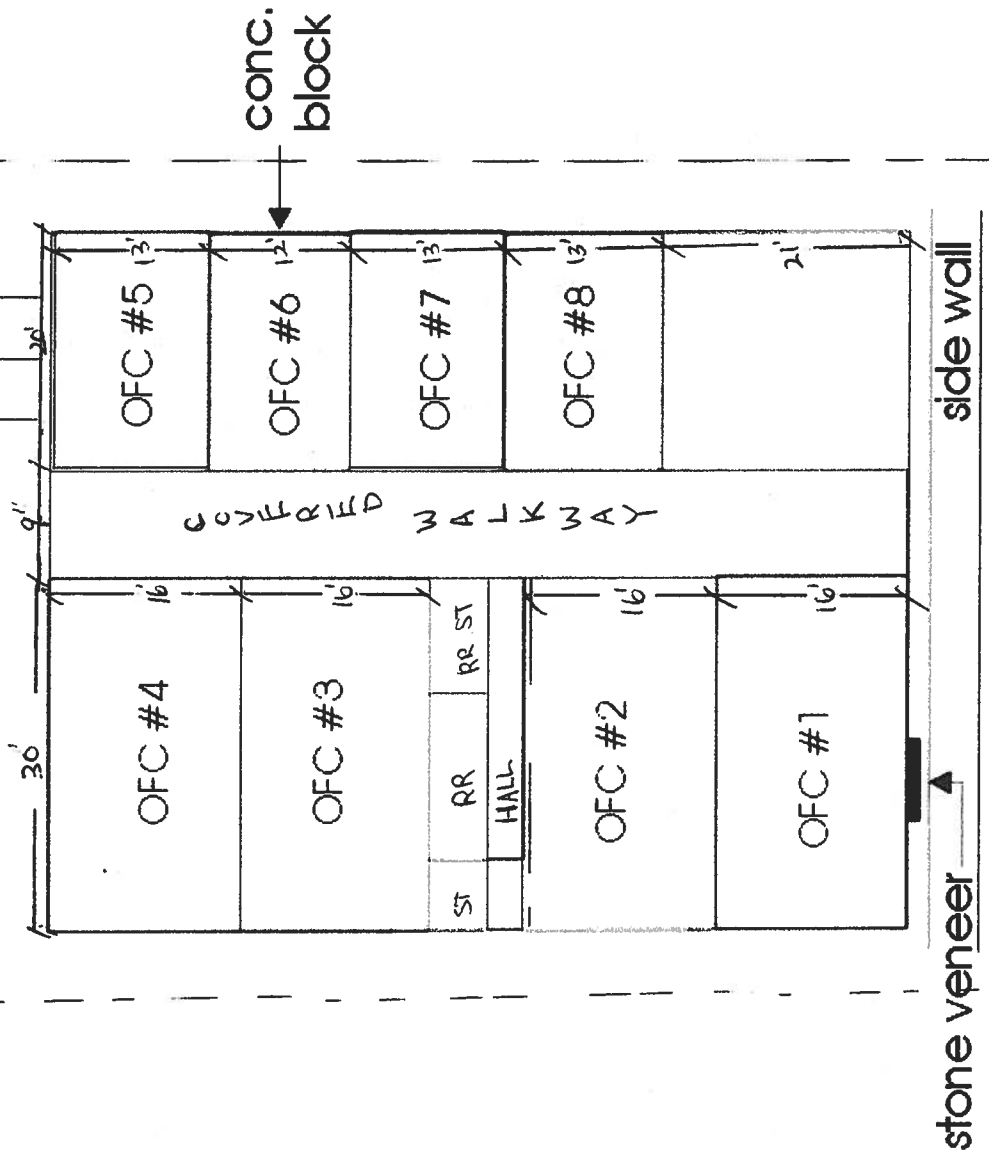 conc.
block
30'
9'
20'
OFC #4
16'
OFC #3
16'
ST
RR
RR
ST
HALL
OFC #2
16'
OFC #1
16'
COVERED
WALKWAY
OFC #5
13'
OFC #6
12'
OFC #7
13'
OFC #8
13'
21'
stone veneer
side wall